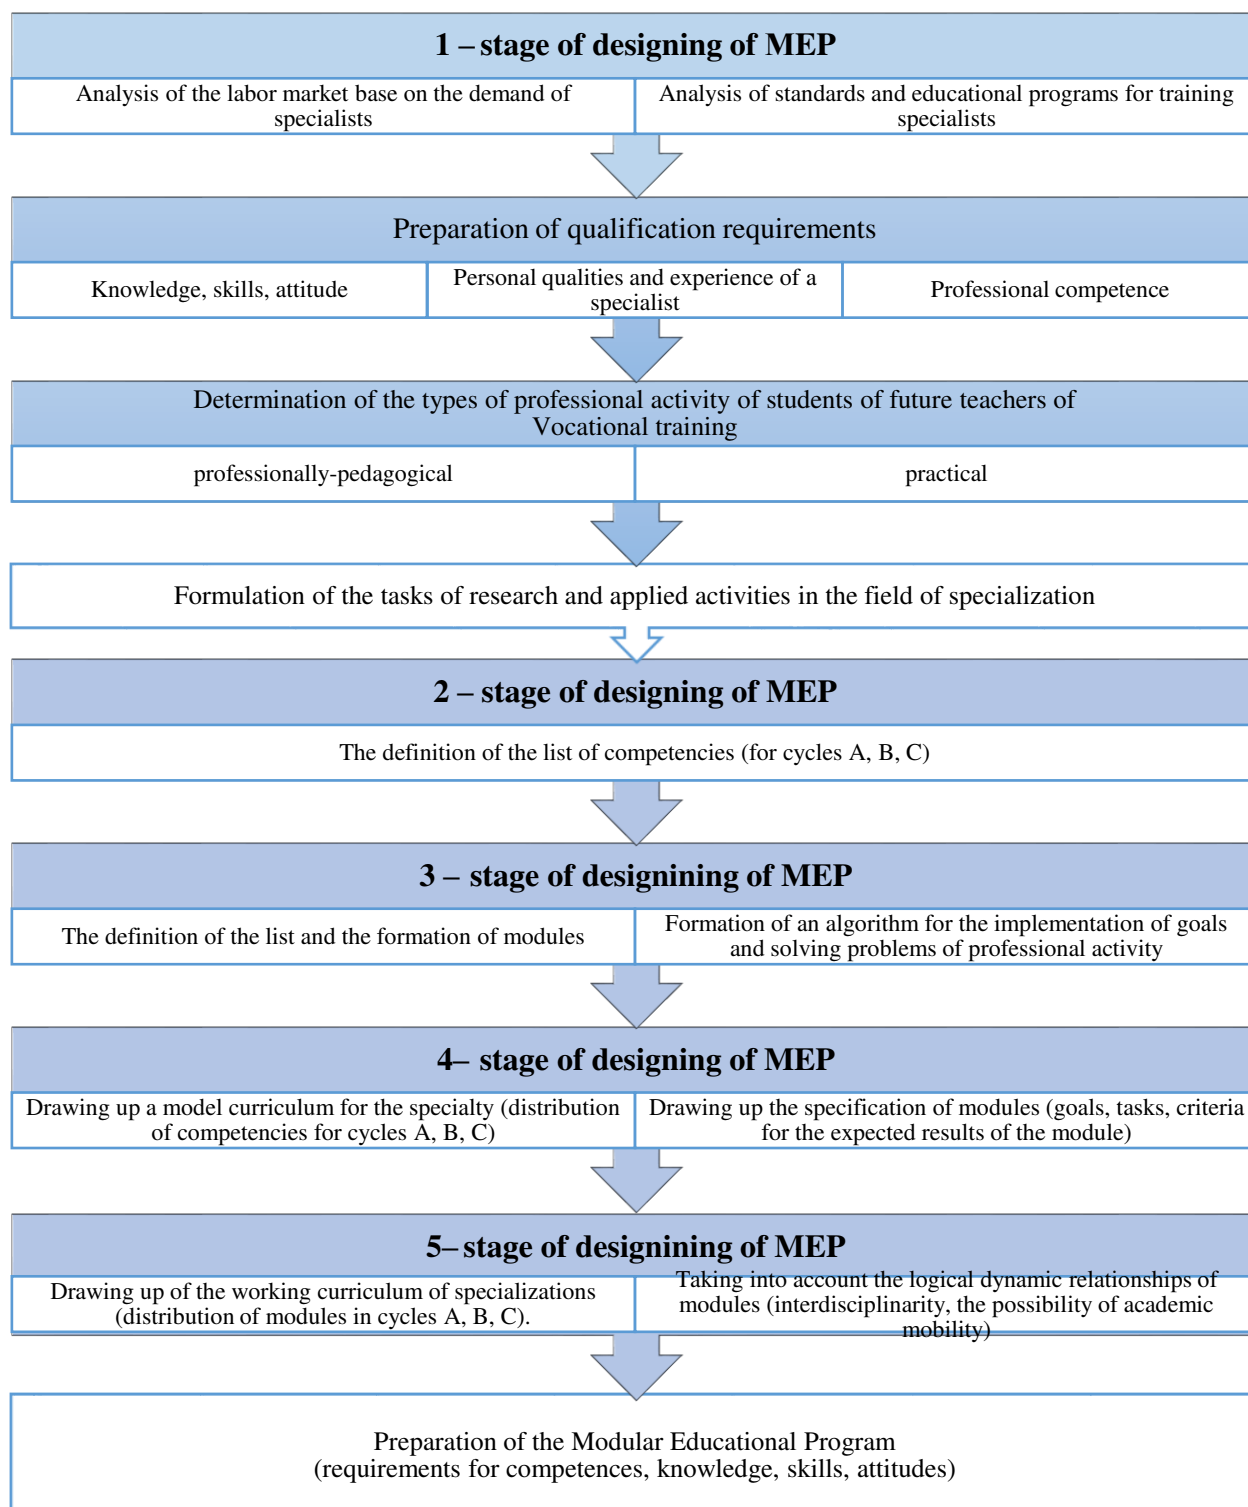 1 – stage of designing of MEP
Analysis of the labor market base on the demand of
specialists
Analysis of standards and educational programs for training
specialists
Preparation of qualification requirements
Knowledge, skills, attitude
Personal qualities and experience of a
specialist
Professional competence
Determination of the types of professional activity of students of future teachers of
Vocational training
professionally-pedagogical
practical
Formulation of the tasks of research and applied activities in the field of specialization
2 – stage of designing of MEP
The definition of the list of competencies (for cycles A, B, C)
3 – stage of designining of MEP
The definition of the list and the formation of modules
Formation of an algorithm for the implementation of goals
and solving problems of professional activity
4– stage of designing of MEP
Drawing up a model curriculum for the specialty (distribution
of competencies for cycles A, B, C)
Drawing up the specification of modules (goals, tasks, criteria
for the expected results of the module)
5– stage of designining of MEP
Drawing up of the working curriculum of specializations
(distribution of modules in cycles A, B, C).
Taking into account the logical dynamic relationships of
modules (interdisciplinarity, the possibility of academic
mobility)
Preparation of the Modular Educational Program
(requirements for competences, knowledge, skills, attitudes)